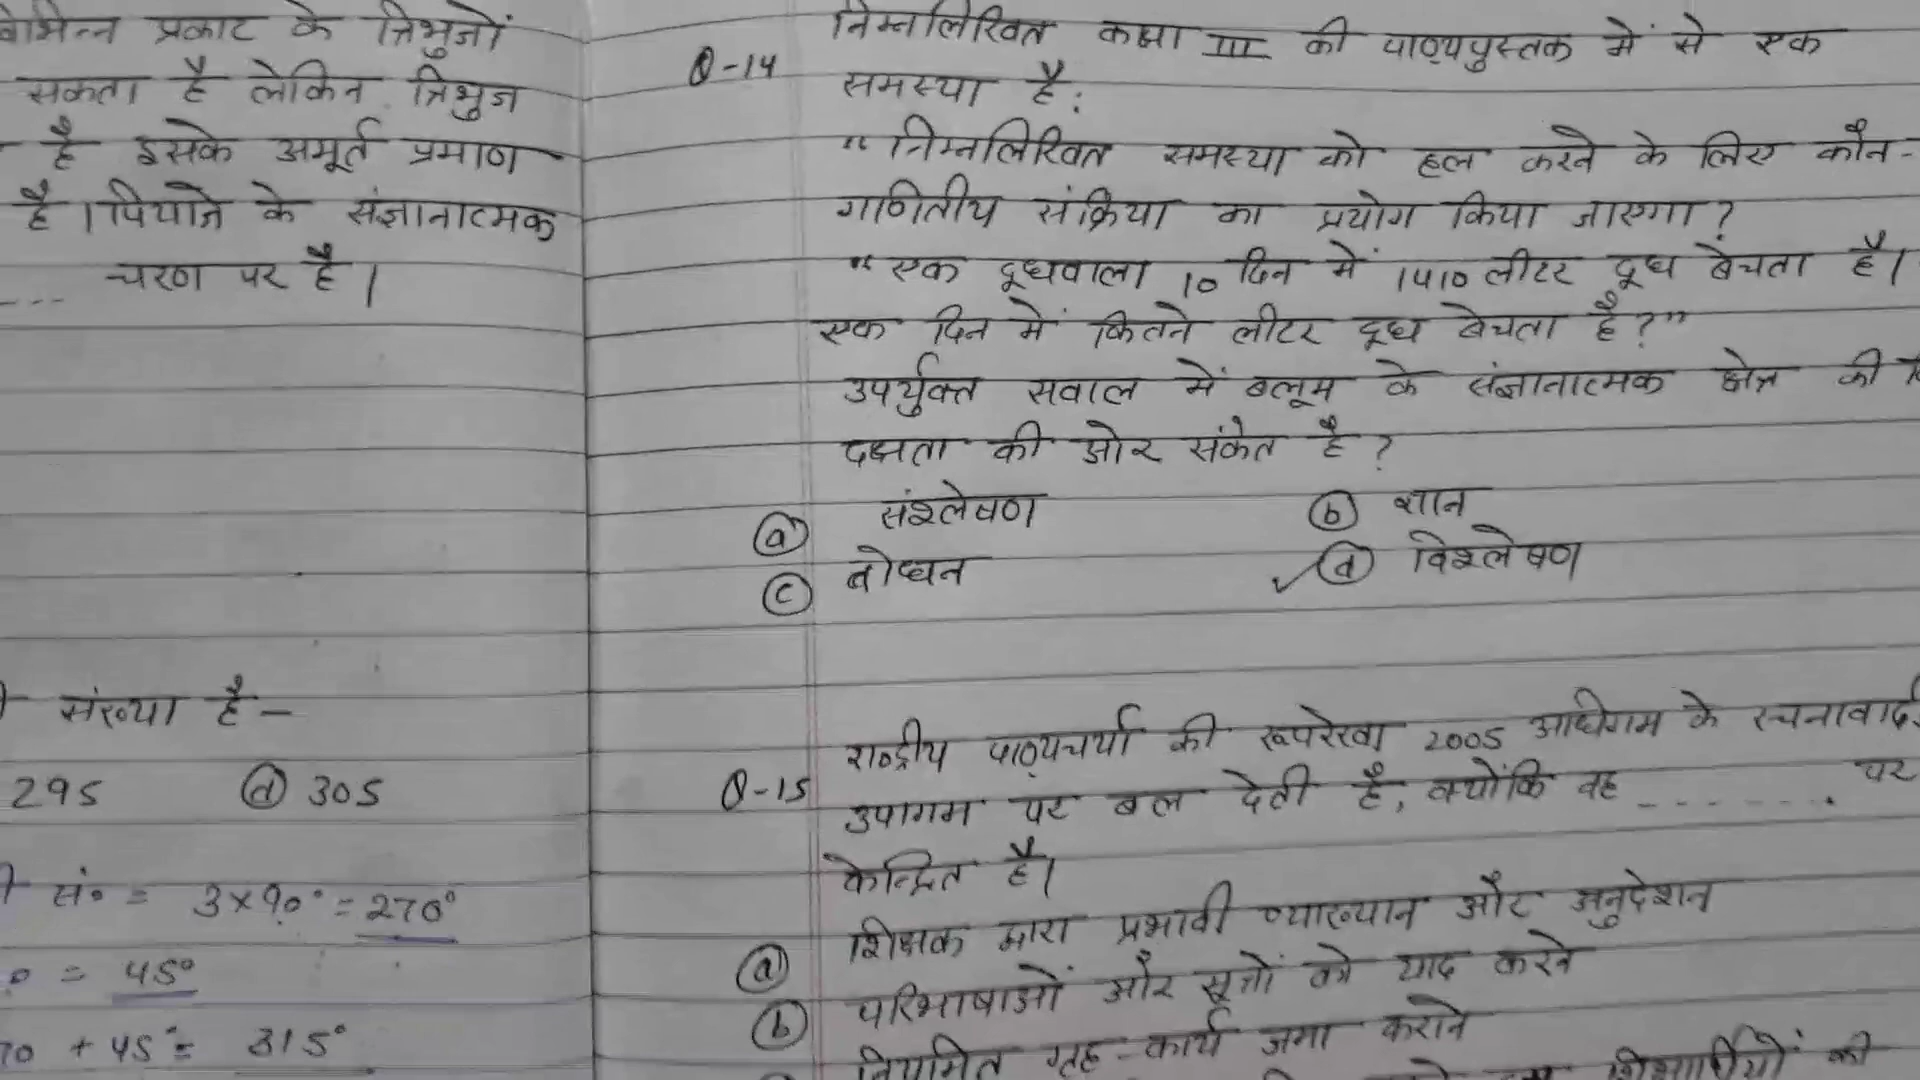 विभिन्न प्रकार के त्रिभुजों
सकता है लेकिन त्रिभुज
है इसके अमूर्त प्रमाण
है। पियाजे के संज्ञानात्मक
--- चरण पर है।
संख्या है -
295 (d) 305
सं० = 3×90° = 270°
= 45°
70 + 45° = 315°
Q-14 निम्नलिखित कक्षा III की पाठ्यपुस्तक में से एक
समस्या है:
"निम्नलिखित समस्या को हल करने के लिए कौन-
गणितीय संक्रिया का प्रयोग किया जाएगा?
"एक दूधवाला 10 दिन में 1410 लीटर दूध बेंचता है।
एक दिन में कितने लीटर दूध बेचता है?"
उपर्युक्त सवाल में ब्लूम के संज्ञानात्मक क्षेत्र की
दक्षता की ओर संकेत है?
(a) संश्लेषण (b) ज्ञान
(c) बोधन ✓(d) विश्लेषण
Q-15 राष्ट्रीय पाठ्यचर्या की रूपरेखा 2005 अधिगम के रचनावादी
उपागम पर बल देती है, क्योंकि वह ------- पर
केन्द्रित है।
(a) शिक्षक द्वारा प्रभावी व्याख्यान और अनुदेशन
(b) परिभाषाओं और सूत्रों को याद करने
नियमित गृह-कार्य जमा कराने
की